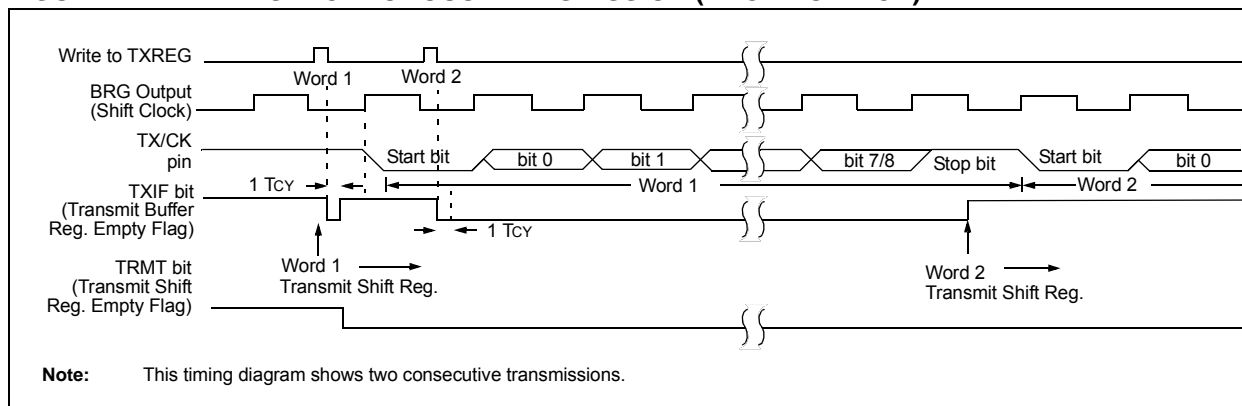 Write to TXREG
Word 1
Word 2
BRG Output
(Shift Clock)
TX/CK
pin
Start bit
bit 0
bit 1
bit 7/8
Stop bit
Start bit
bit 0
1 TCY
Word 1
Word 2
TXIF bit
(Transmit Buffer
Reg. Empty Flag)
1 TCY
Word 1
Transmit Shift Reg.
Word 2
Transmit Shift Reg.
TRMT bit
(Transmit Shift
Reg. Empty Flag)
Note: This timing diagram shows two consecutive transmissions.